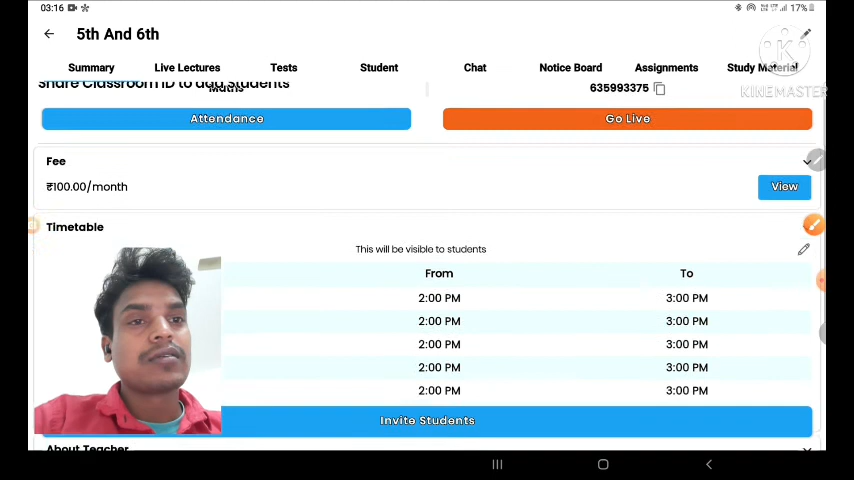 03:16 17%
5th And 6th
Summary Live Lectures Tests Student Chat Notice Board Assignments Study Material
KINEMASTER
Share Classroom ID to add Students
Maths 635993375
Attendance Go Live
Fee
₹100.00/month View
Timetable
This will be visible to students
From To
2:00 PM 3:00 PM
2:00 PM 3:00 PM
2:00 PM 3:00 PM
2:00 PM 3:00 PM
2:00 PM 3:00 PM
Invite Students
About Teacher